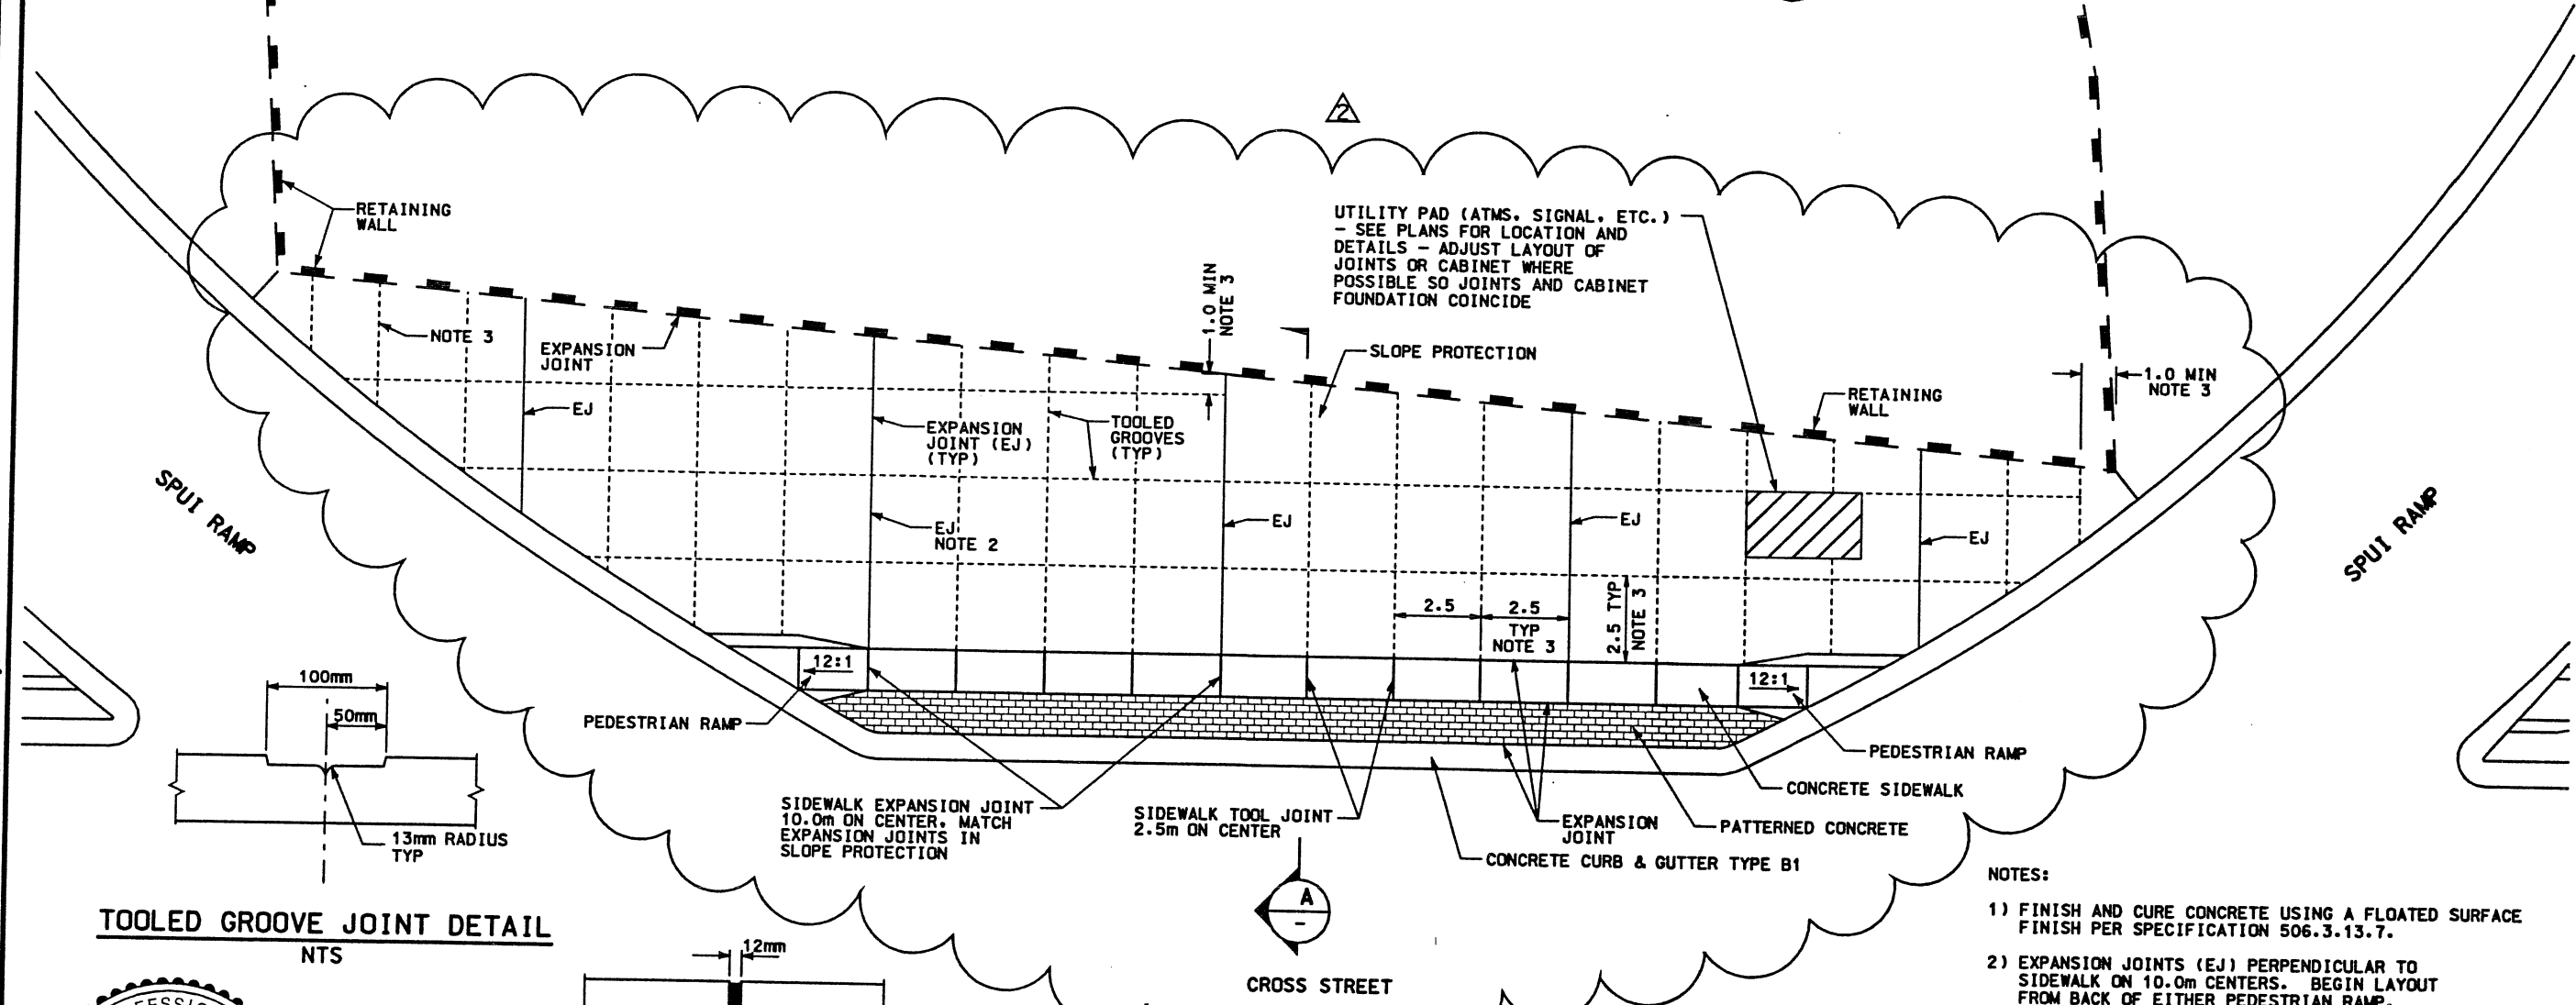 2
RETAINING
WALL
UTILITY PAD (ATMS. SIGNAL. ETC.)
- SEE PLANS FOR LOCATION AND
DETAILS - ADJUST LAYOUT OF
JOINTS OR CABINET WHERE
POSSIBLE SO JOINTS AND CABINET
FOUNDATION COINCIDE
1.0 MIN
NOTE 3
NOTE 3
EXPANSION
JOINT
SLOPE PROTECTION
1.0 MIN
NOTE 3
RETAINING
WALL
EJ
EXPANSION
JOINT (EJ)
(TYP)
TOOLED
GROOVES
(TYP)
SPUI RAMP
EJ
NOTE 2
EJ
EJ
EJ
SPUI RAMP
2.5
2.5
TYP
NOTE 3
2.5 TYP
NOTE 3
12:1
12:1
100mm
50mm
PEDESTRIAN RAMP
PEDESTRIAN RAMP
CONCRETE SIDEWALK
SIDEWALK EXPANSION JOINT
10.0m ON CENTER. MATCH
EXPANSION JOINTS IN
SLOPE PROTECTION
SIDEWALK TOOL JOINT
2.5m ON CENTER
EXPANSION
JOINT
PATTERNED CONCRETE
CONCRETE CURB & GUTTER TYPE B1
13mm RADIUS
TYP
A
-
TOOLED GROOVE JOINT DETAIL
NTS
12mm
CROSS STREET
NOTES:
1) FINISH AND CURE CONCRETE USING A FLOATED SURFACE
FINISH PER SPECIFICATION 506.3.13.7.
2) EXPANSION JOINTS (EJ) PERPENDICULAR TO
SIDEWALK ON 10.0m CENTERS. BEGIN LAYOUT
FROM BACK OF EITHER PEDESTRIAN RAMP.